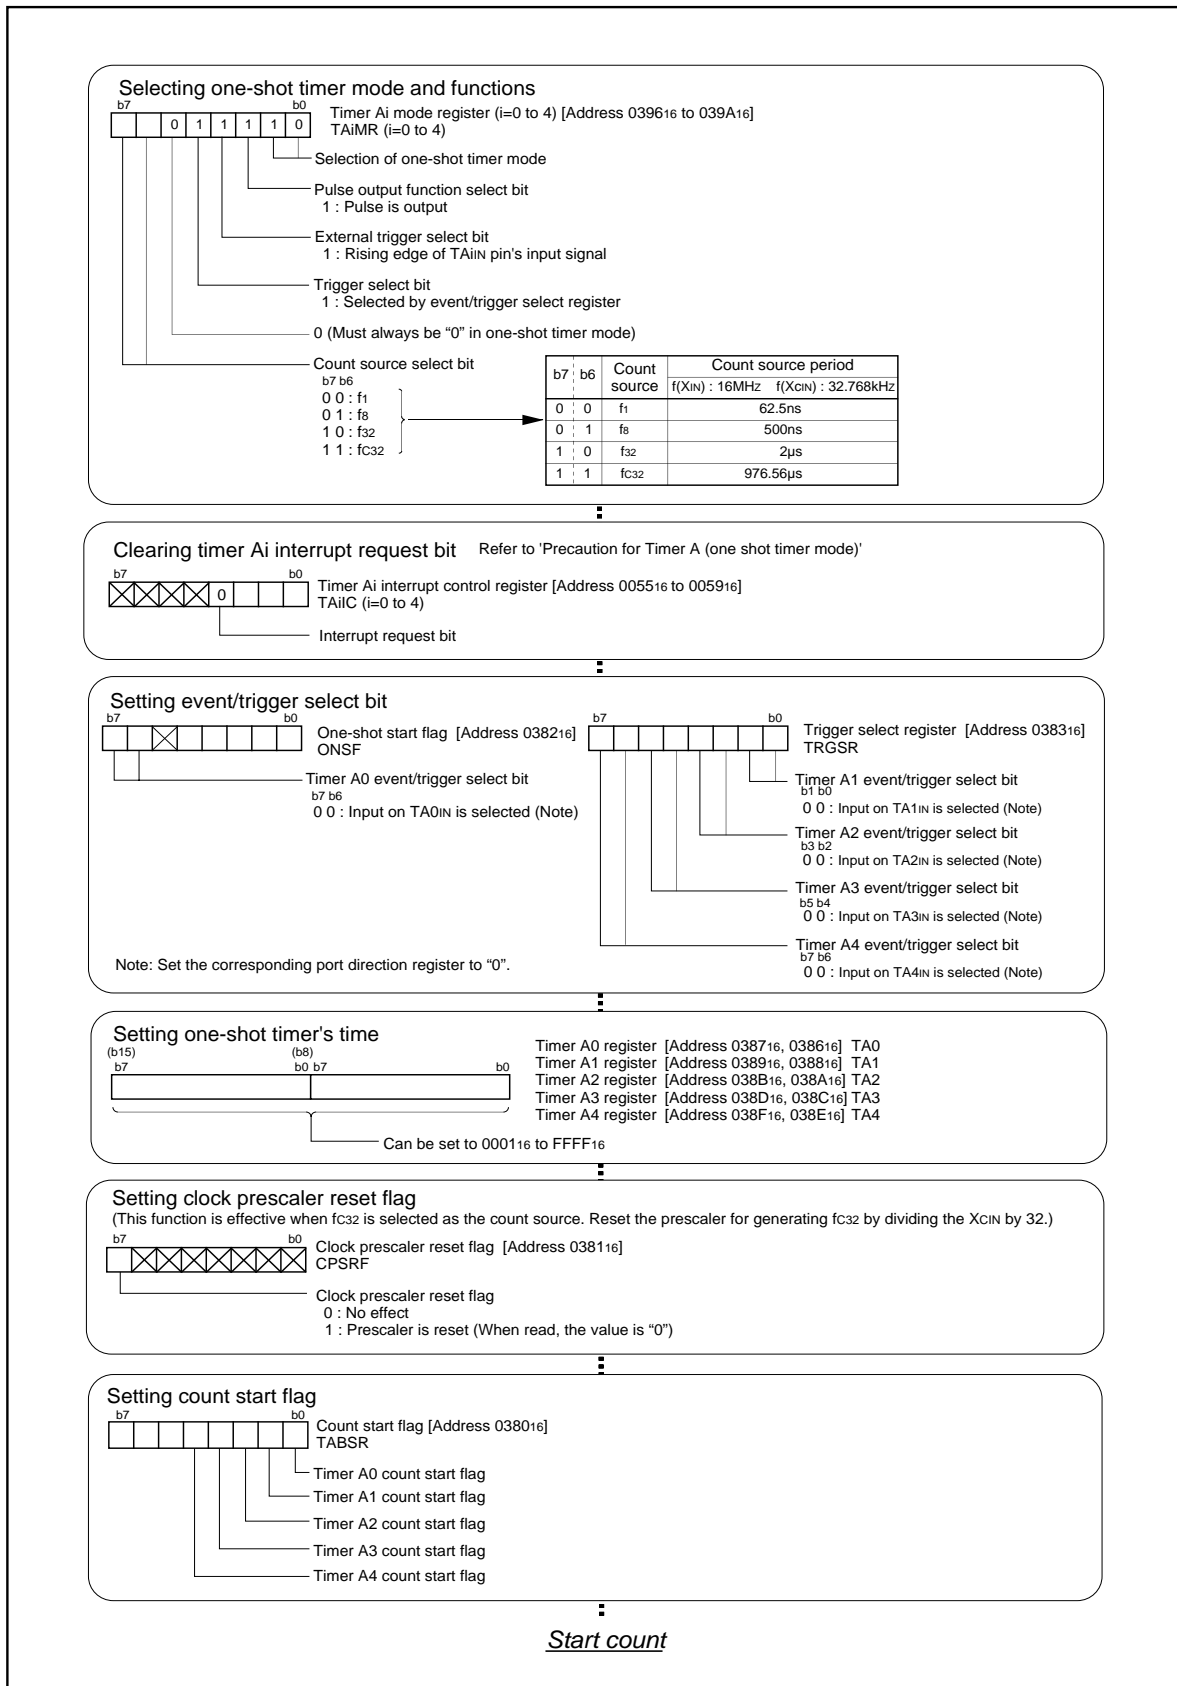 Selecting one-shot timer mode and functions
b7 b0
0 1 1 1 1 0
Timer Ai mode register (i=0 to 4) [Address 039616 to 039A16]
TAiMR (i=0 to 4)
Selection of one-shot timer mode
Pulse output function select bit
1 : Pulse is output
External trigger select bit
1 : Rising edge of TAiIN pin's input signal
Trigger select bit
1 : Selected by event/trigger select register
0 (Must always be “0” in one-shot timer mode)
Count source select bit
b7 b6
0 0 : f1
0 1 : f8
1 0 : f32
1 1 : fC32
b7 b6 Count source Count source period
f(XIN) : 16MHz f(XCIN) : 32.768kHz
0 0 f1 62.5ns
0 1 f8 500ns
1 0 f32 2µs
1 1 fC32 976.56µs
Clearing timer Ai interrupt request bit Refer to 'Precaution for Timer A (one shot timer mode)'
b7 b0
0
Timer Ai interrupt control register [Address 005516 to 005916]
TAiIC (i=0 to 4)
Interrupt request bit
Setting event/trigger select bit
b7 b0
One-shot start flag [Address 038216]
ONSF
Timer A0 event/trigger select bit
b7 b6
0 0 : Input on TA0IN is selected (Note)
b7 b0
Trigger select register [Address 038316]
TRGSR
Timer A1 event/trigger select bit
b1 b0
0 0 : Input on TA1IN is selected (Note)
Timer A2 event/trigger select bit
b3 b2
0 0 : Input on TA2IN is selected (Note)
Timer A3 event/trigger select bit
b5 b4
0 0 : Input on TA3IN is selected (Note)
Timer A4 event/trigger select bit
b7 b6
0 0 : Input on TA4IN is selected (Note)
Note: Set the corresponding port direction register to “0”.
Setting one-shot timer's time
(b15) (b8)
b7 b0 b7 b0
Timer A0 register [Address 038716, 038616] TA0
Timer A1 register [Address 038916, 038816] TA1
Timer A2 register [Address 038B16, 038A16] TA2
Timer A3 register [Address 038D16, 038C16] TA3
Timer A4 register [Address 038F16, 038E16] TA4
Can be set to 000116 to FFFF16
Setting clock prescaler reset flag
(This function is effective when fC32 is selected as the count source. Reset the prescaler for generating fC32 by dividing the XCIN by 32.)
b7 b0
Clock prescaler reset flag [Address 038116]
CPSRF
Clock prescaler reset flag
0 : No effect
1 : Prescaler is reset (When read, the value is “0”)
Setting count start flag
b7 b0
Count start flag [Address 038016]
TABSR
Timer A0 count start flag
Timer A1 count start flag
Timer A2 count start flag
Timer A3 count start flag
Timer A4 count start flag
Start count